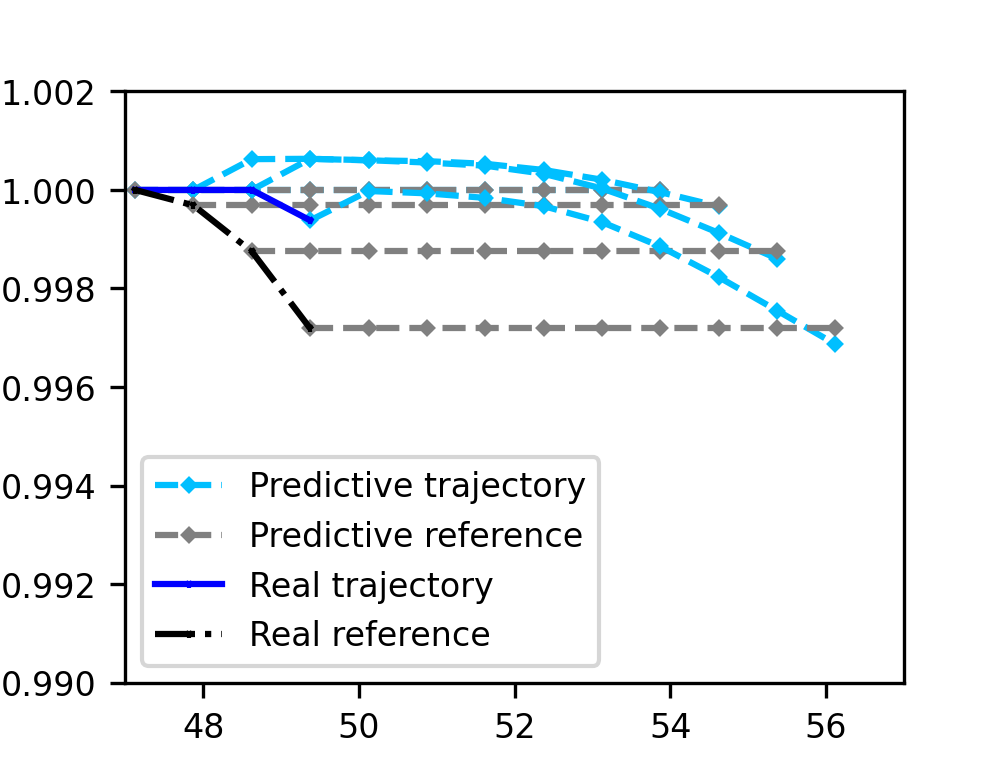 1.002
1.000
0.998
0.996
0.994
0.992
0.990
Predictive trajectory
Predictive reference
Real trajectory
Real reference
48 50 52 54 56